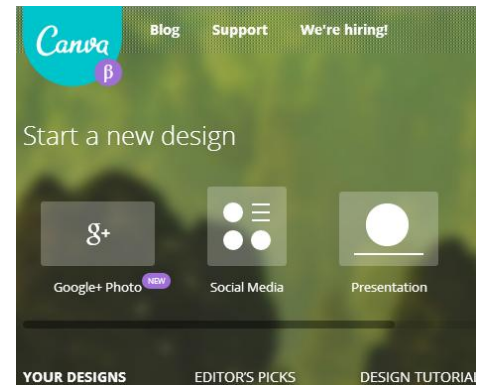 Canva
β
Blog Support We're hiring!
Start a new design
g+
Google+ Photo NEW
Social Media
Presentation
YOUR DESIGNS EDITOR'S PICKS DESIGN TUTORIAL